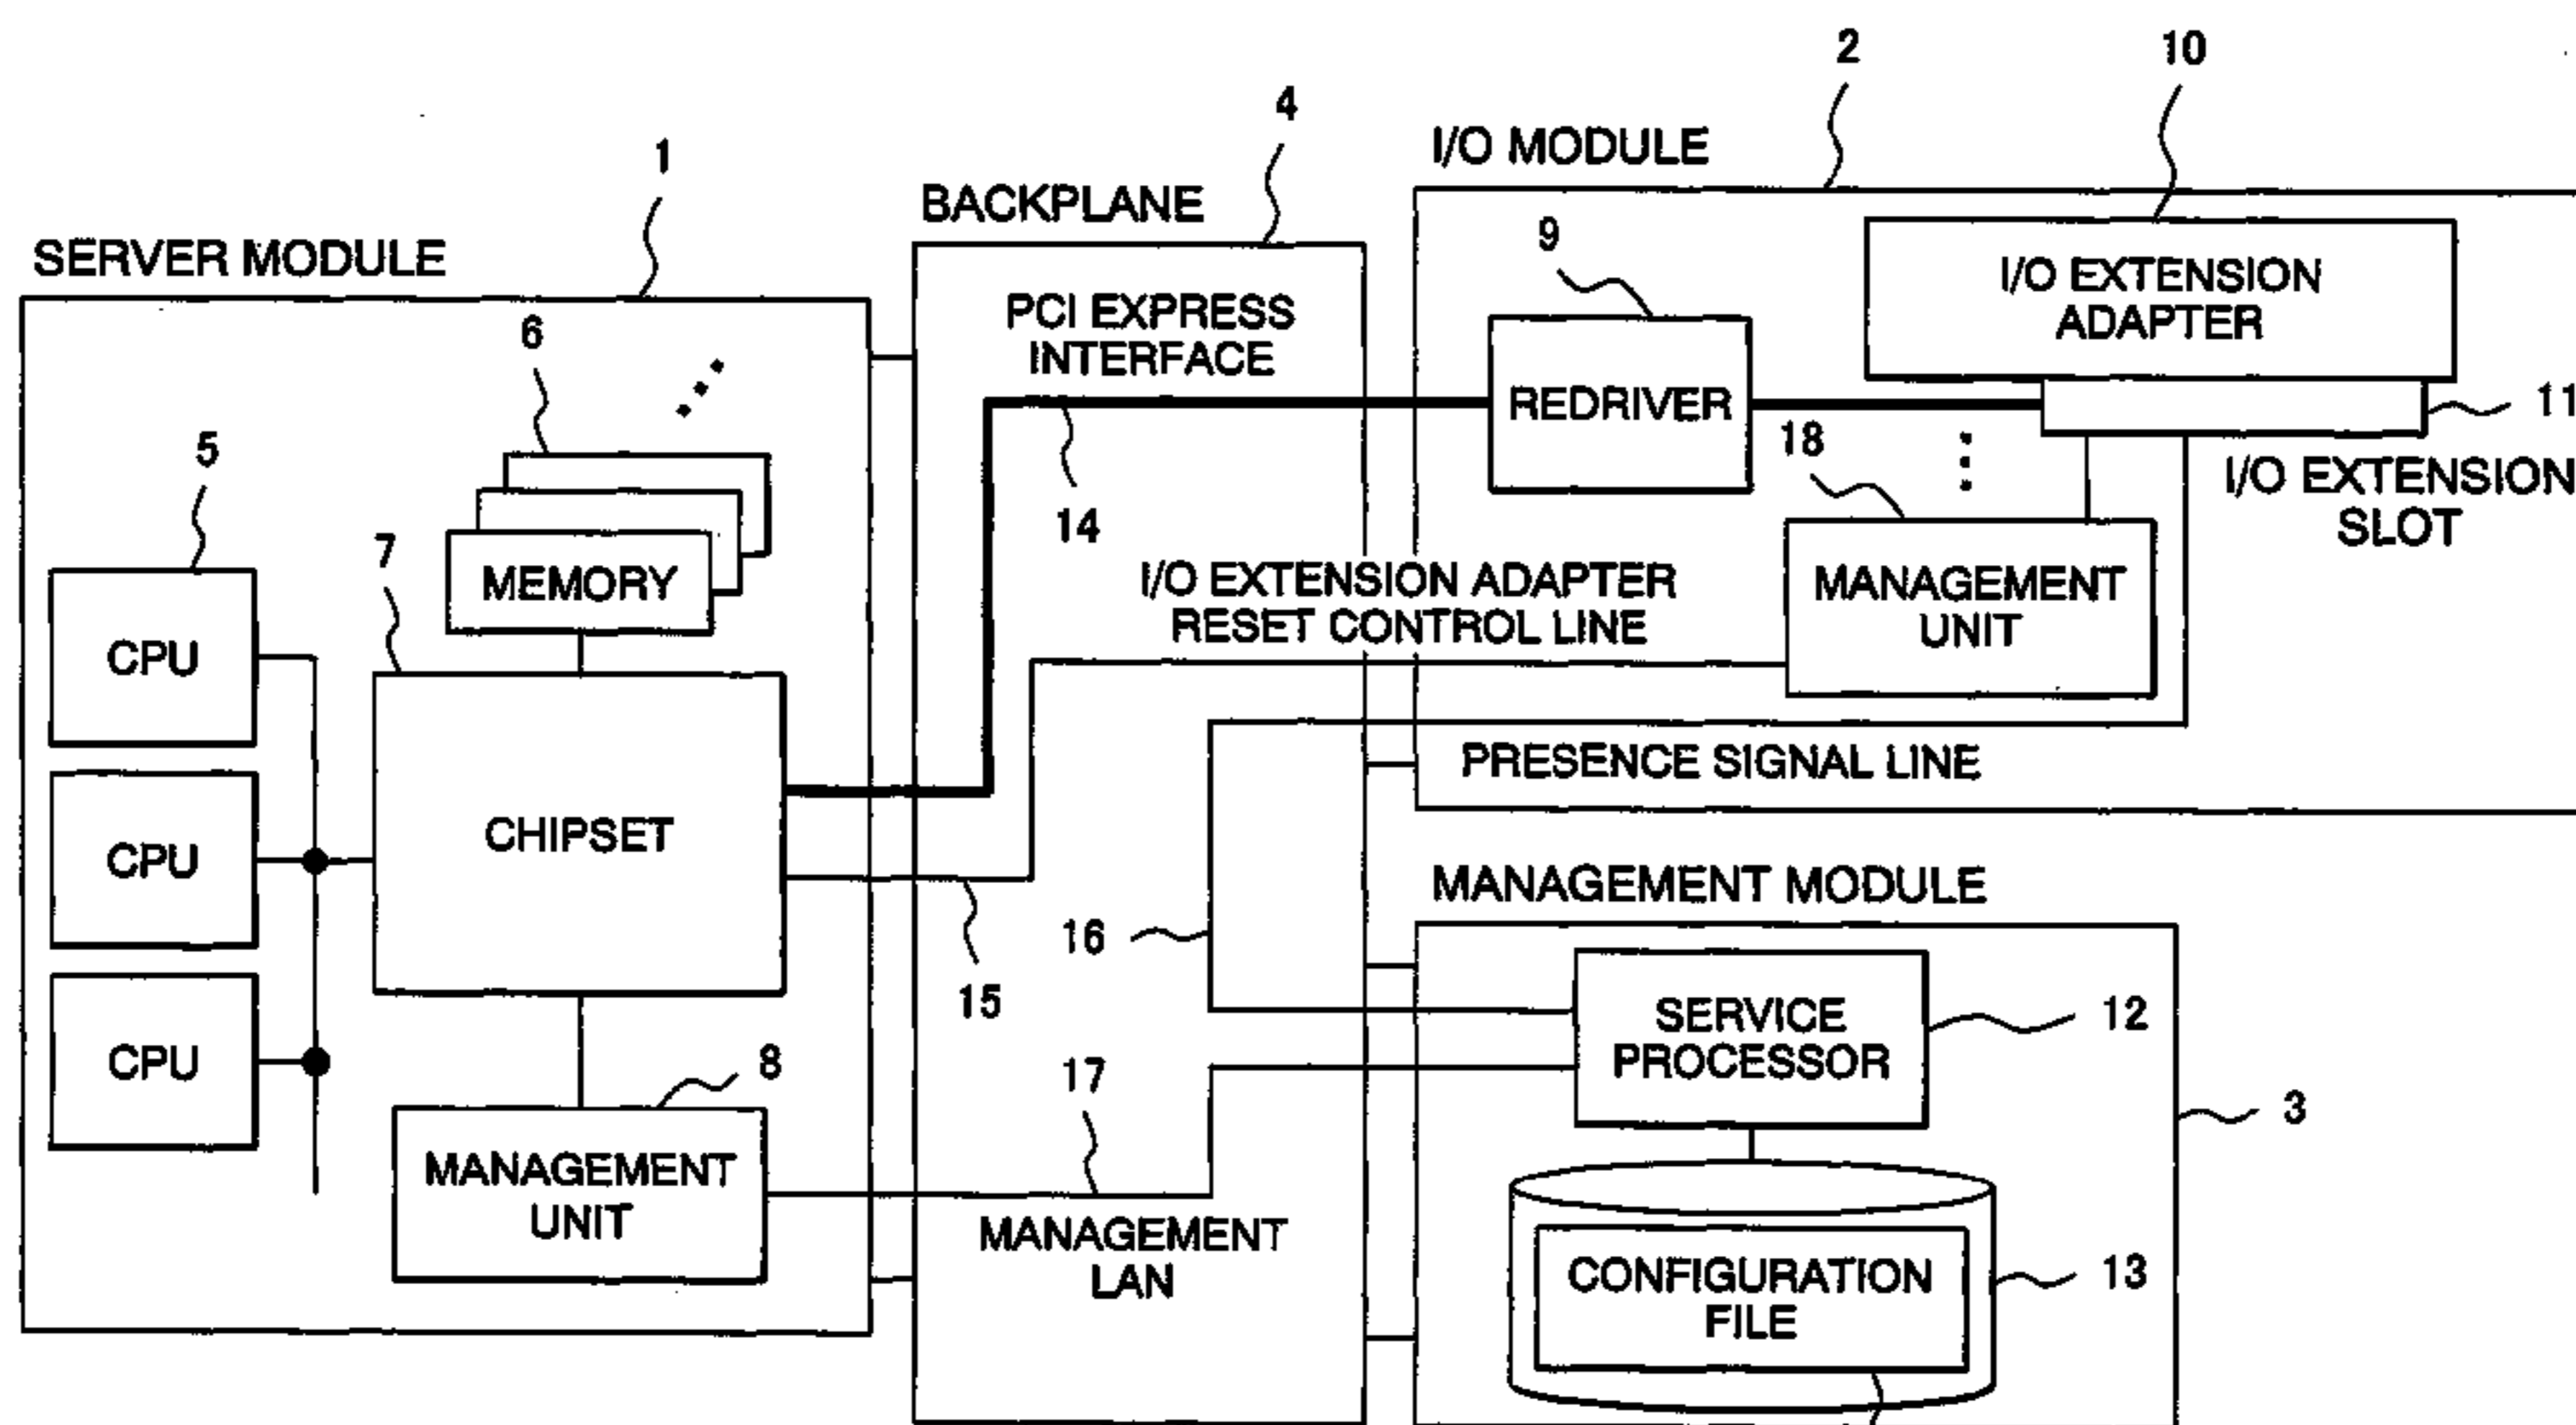 2
10
4
I/O MODULE
1
BACKPLANE
9
SERVER MODULE
I/O EXTENSION
ADAPTER
PCI EXPRESS
INTERFACE
6
REDRIVER
11
18
5
I/O EXTENSION
SLOT
14
7
MEMORY
I/O EXTENSION ADAPTER
RESET CONTROL LINE
MANAGEMENT
UNIT
CPU
PRESENCE SIGNAL LINE
CHIPSET
CPU
MANAGEMENT MODULE
16
15
SERVICE
PROCESSOR
12
CPU
8
17
3
MANAGEMENT
UNIT
MANAGEMENT
LAN
CONFIGURATION
FILE
13